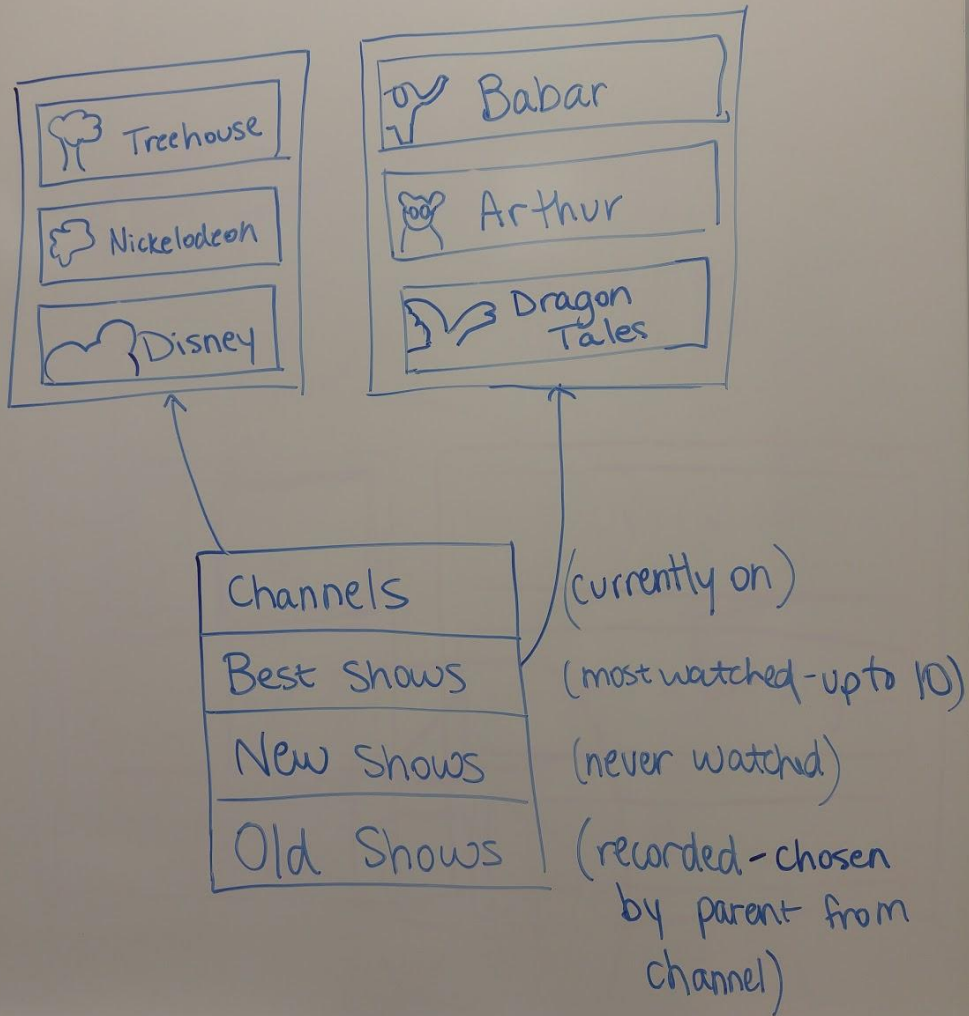 Treehouse
Nickelodeon
Disney
Babar
Arthur
Dragon
Tales
Channels (currently on)
Best Shows (most watched-up to 10)
New Shows (never watched)
Old Shows (recorded-chosen
by parent from
channel)